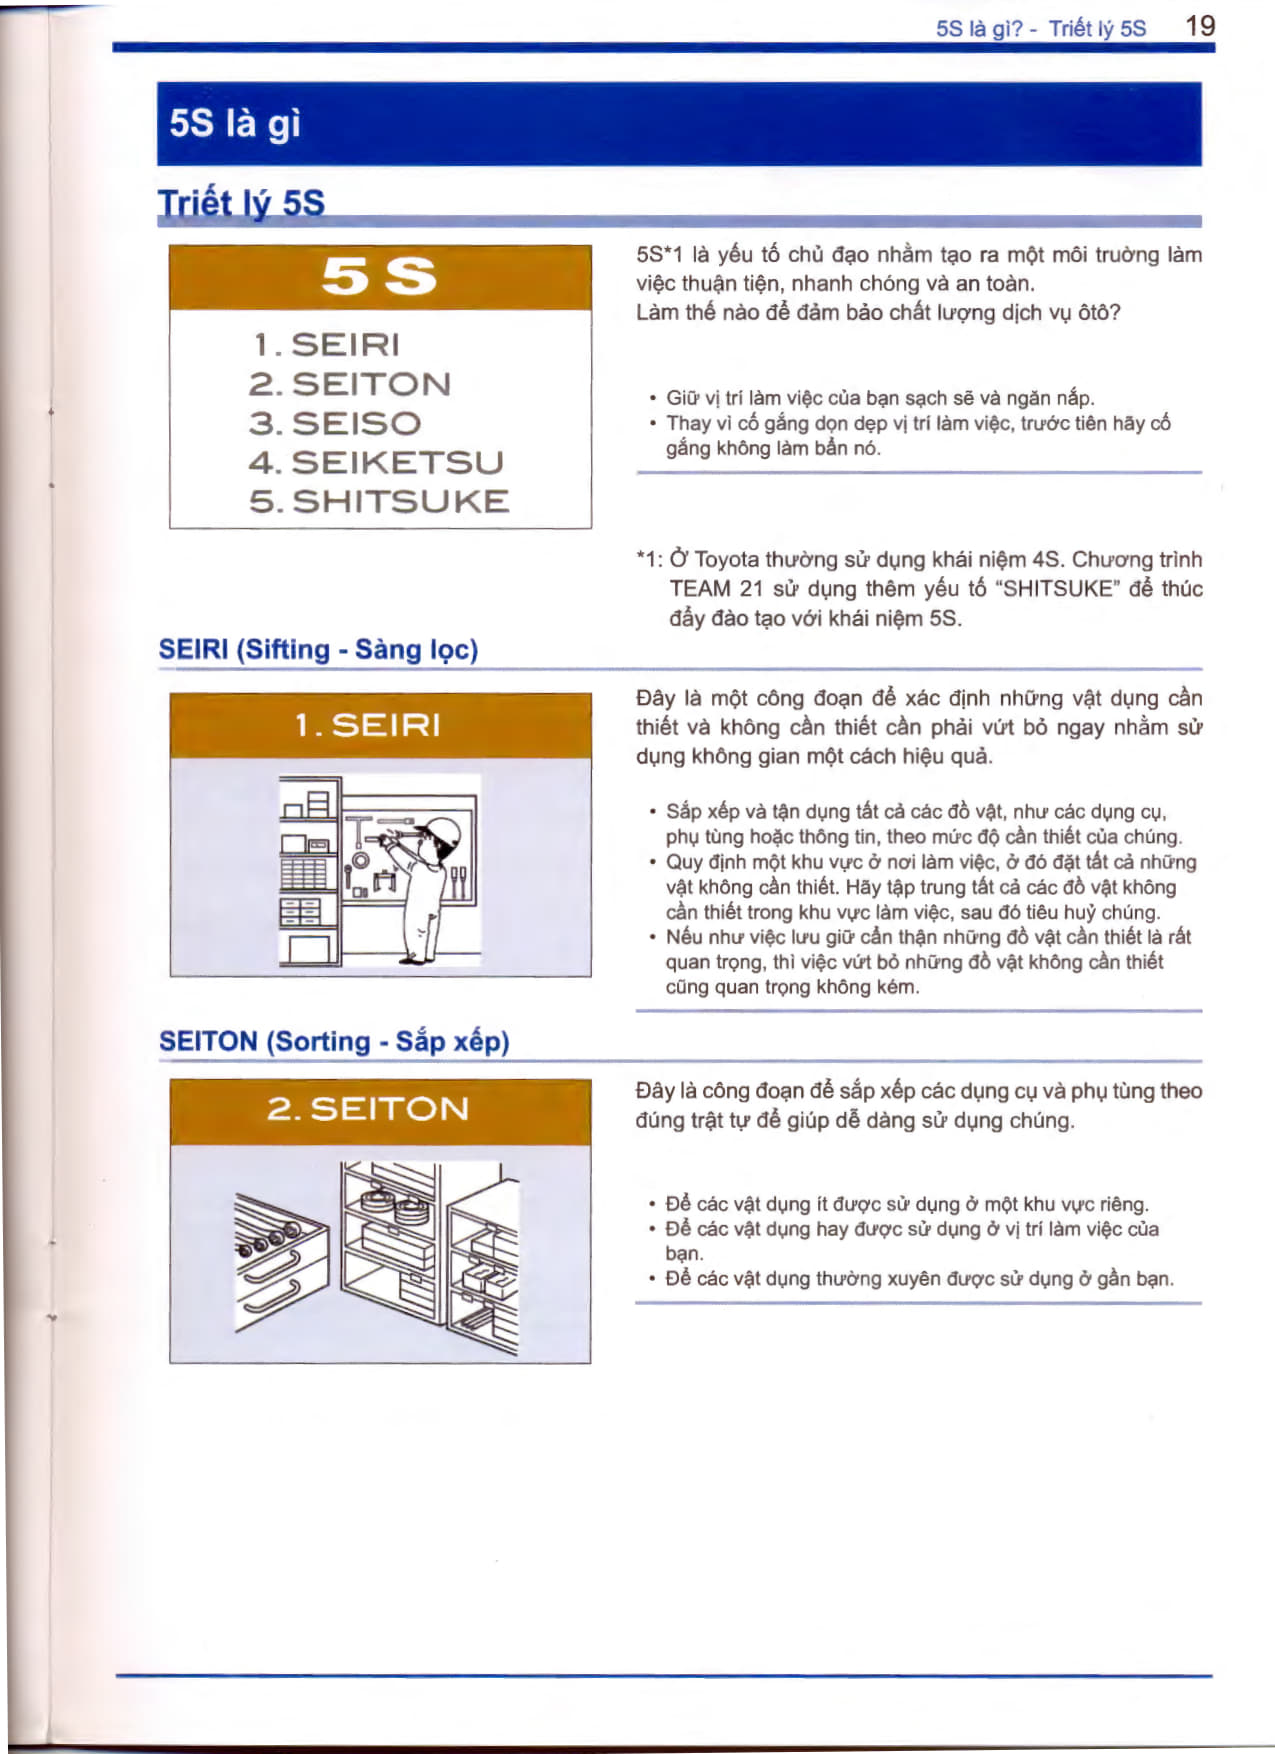 5S là gì? - Triết lý 5S 19
5S là gì
Triết lý 5S
5 S
1. SEIRI
2. SEITON
3. SEISO
4. SEIKETSU
5. SHITSUKE
5S*1 là yếu tố chủ đạo nhằm tạo ra một môi truờng làm
việc thuận tiện, nhanh chóng và an toàn.
Làm thế nào để đảm bảo chất lượng dịch vụ ôtô?
• Giữ vị trí làm việc của bạn sạch sẽ và ngăn nắp.
• Thay vì cố gắng dọn dẹp vị trí làm việc, trước tiên hãy cố
gắng không làm bẩn nó.
*1: Ở Toyota thường sử dụng khái niệm 4S. Chương trình
TEAM 21 sử dụng thêm yếu tố “SHITSUKE” để thúc
đẩy đào tạo với khái niệm 5S.
SEIRI (Sifting - Sàng lọc)
1. SEIRI
Đây là một công đoạn để xác định những vật dụng cần
thiết và không cần thiết cần phải vứt bỏ ngay nhằm sử
dụng không gian một cách hiệu quả.
• Sắp xếp và tận dụng tất cả các đồ vật, như các dụng cụ,
phụ tùng hoặc thông tin, theo mức độ cần thiết của chúng.
• Quy định một khu vực ở nơi làm việc, ở đó đặt tất cả những
vật không cần thiết. Hãy tập trung tất cả các đồ vật không
cần thiết trong khu vực làm việc, sau đó tiêu huỷ chúng.
• Nếu như việc lưu giữ cẩn thận những đồ vật cần thiết là rất
quan trọng, thì việc vứt bỏ những đồ vật không cần thiết
cũng quan trọng không kém.
SEITON (Sorting - Sắp xếp)
2. SEITON
Đây là công đoạn để sắp xếp các dụng cụ và phụ tùng theo
đúng trật tự để giúp dễ dàng sử dụng chúng.
• Để các vật dụng ít được sử dụng ở một khu vực riêng.
• Để các vật dụng hay được sử dụng ở vị trí làm việc của
bạn.
• Để các vật dụng thường xuyên được sử dụng ở gần bạn.